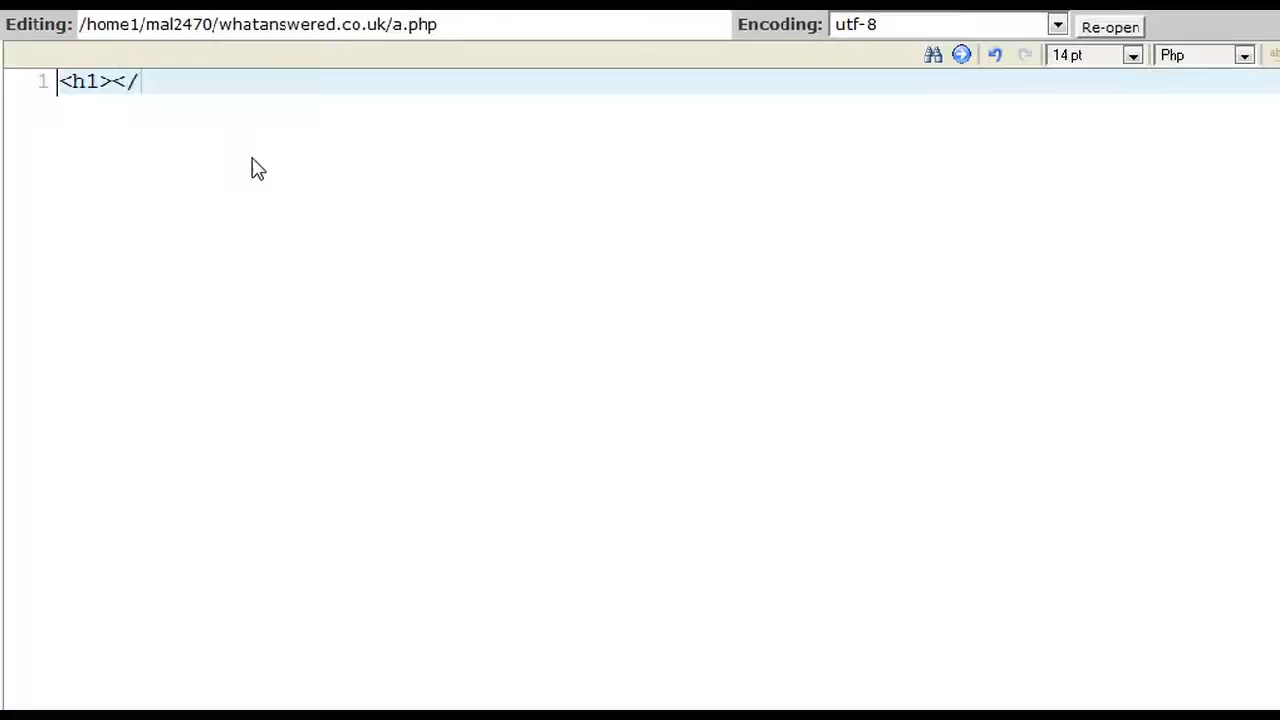 Editing: /home1/mal2470/whatanswered.co.uk/a.php Encoding: utf-8 Re-open
14 pt Php
1 <h1></